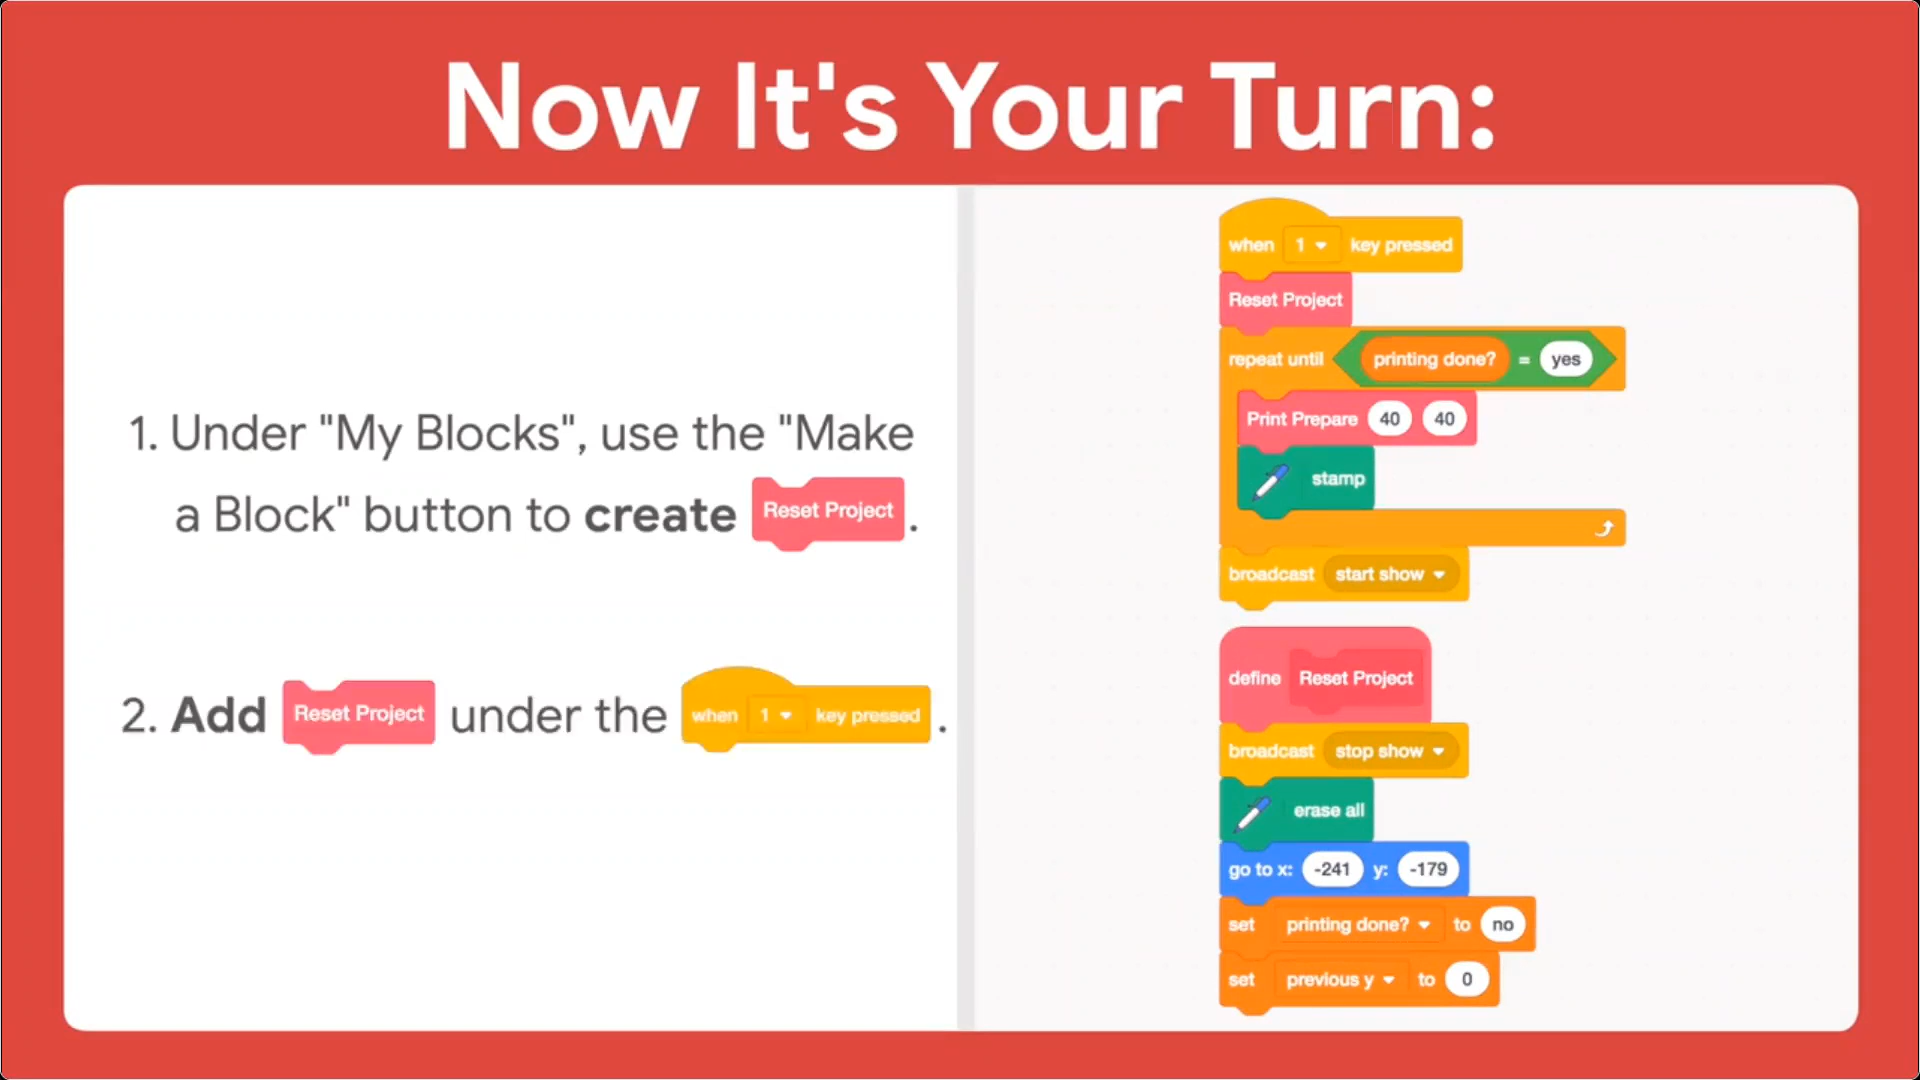 Now It's Your Turn:
1. Under "My Blocks", use the "Make
a Block" button to create Reset Project .
2. Add Reset Project under the when 1 key pressed .
when 1 key pressed
Reset Project
repeat until printing done? = yes
Print Prepare 40 40
stamp
broadcast start show
define Reset Project
broadcast stop show
erase all
go to x: -241 y: -179
set printing done? to no
set previous y to 0